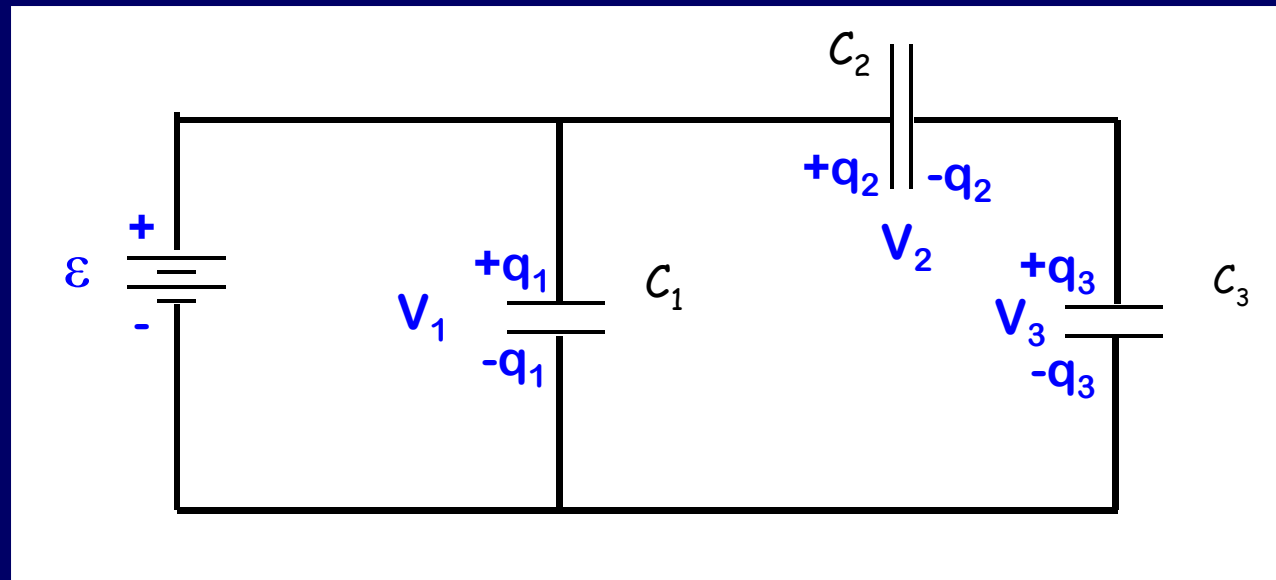 C₂
+q₂
-q₂
V₂
+
ε
-
+q₁
C₁
V₁
-q₁
+q₃
C₃
V₃
-q₃